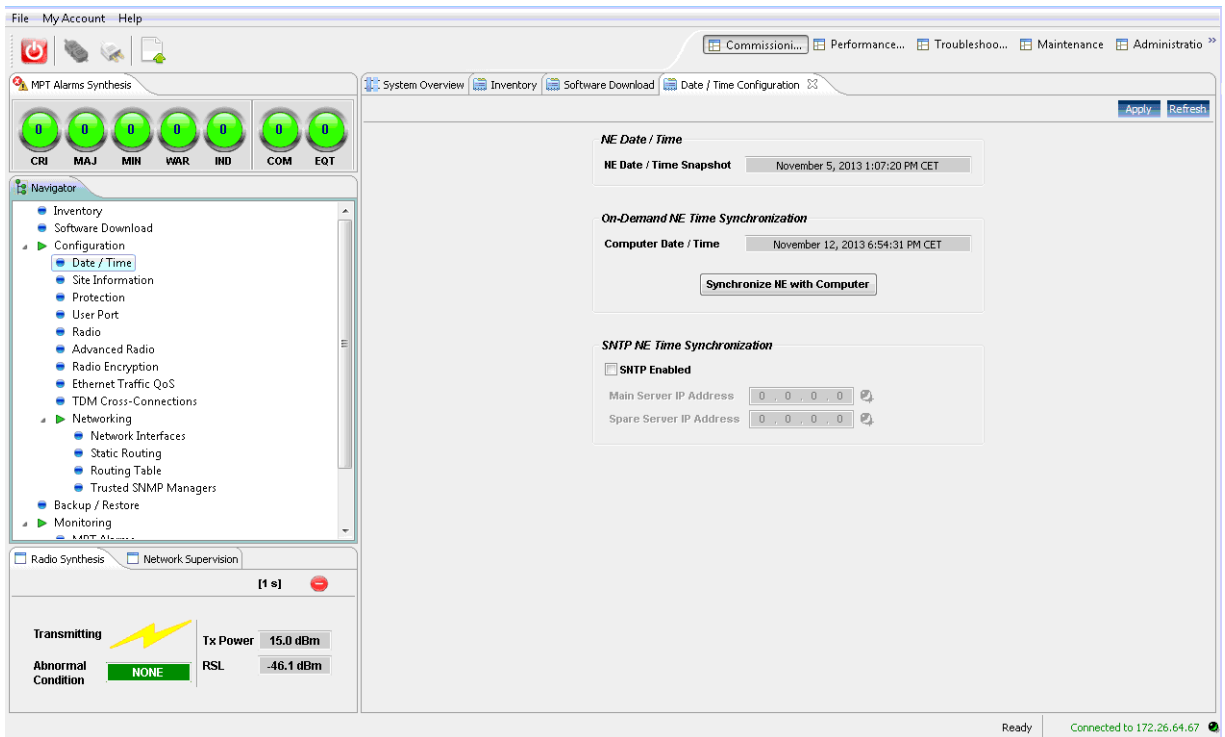 File My Account Help
Commissioni... Performance... Troubleshoo... Maintenance Administratio »
MPT Alarms Synthesis
0 0 0 0 0 0 0
CRI MAJ MIN WAR IND COM EQT
Navigator
Inventory
Software Download
Configuration
Date / Time
Site Information
Protection
User Port
Radio
Advanced Radio
Radio Encryption
Ethernet Traffic QoS
TDM Cross-Connections
Networking
Network Interfaces
Static Routing
Routing Table
Trusted SNMP Managers
Backup / Restore
Monitoring
MPT Alarms
Radio Synthesis Network Supervision
[1 s]
Transmitting
Tx Power 15.0 dBm
Abnormal Condition NONE
RSL -46.1 dBm
System Overview Inventory Software Download Date / Time Configuration
Apply Refresh
NE Date / Time
NE Date / Time Snapshot November 5, 2013 1:07:20 PM CET
On-Demand NE Time Synchronization
Computer Date / Time November 12, 2013 6:54:31 PM CET
Synchronize NE with Computer
SNTP NE Time Synchronization
SNTP Enabled
Main Server IP Address 0 . 0 . 0 . 0
Spare Server IP Address 0 . 0 . 0 . 0
Ready Connected to 172.26.64.67